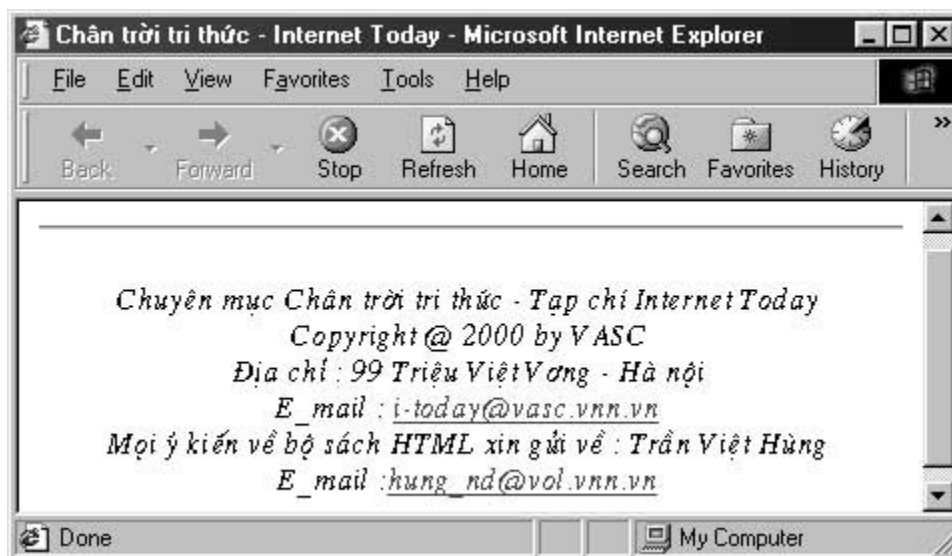 Chân trời tri thức - Internet Today - Microsoft Internet Explorer
File Edit View Favorites Tools Help
Back Forward Stop Refresh Home Search Favorites History »
Chuyên mục Chân trời tri thức - Tạp chí Internet Today
Copyright @ 2000 by VASC
Địa chỉ : 99 Triệu Việt Vơng - Hà nội
E_mail : i-today@vasc.vnn.vn
Mọi ý kiến về bộ sách HTML xin gửi về : Trần Việt Hùng
E_mail :hung_nd@vol.vnn.vn
Done My Computer